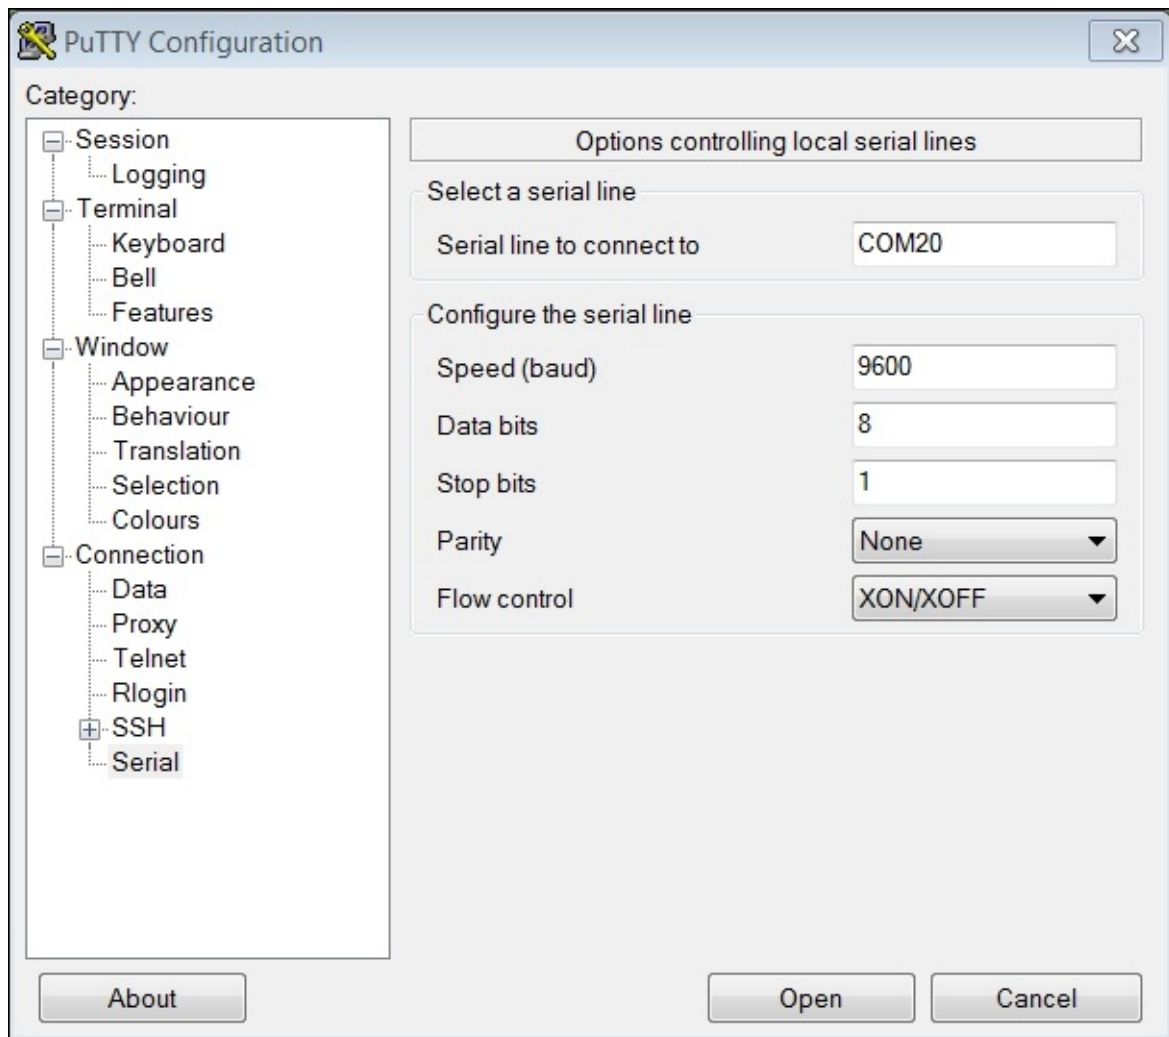 PuTTY Configuration
Category:
Session
Logging
Terminal
Keyboard
Bell
Features
Window
Appearance
Behaviour
Translation
Selection
Colours
Connection
Data
Proxy
Telnet
Rlogin
SSH
Serial
Options controlling local serial lines
Select a serial line
Serial line to connect to COM20
Configure the serial line
Speed (baud) 9600
Data bits 8
Stop bits 1
Parity None
Flow control XON/XOFF
About Open Cancel